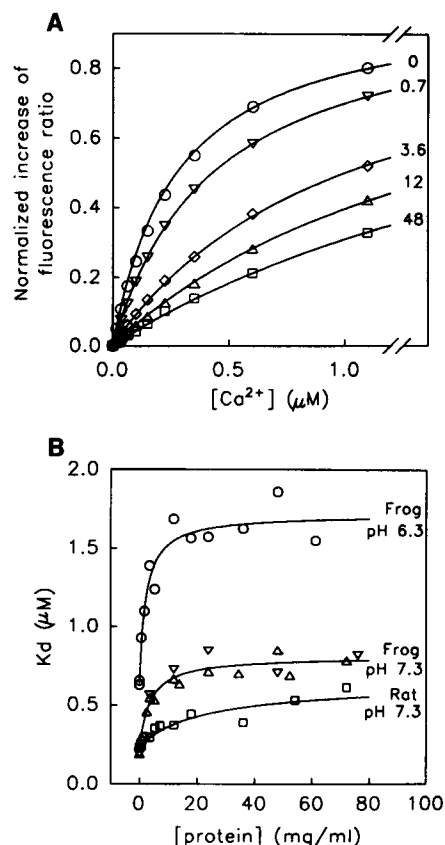 A
Normalized increase of
fluorescence ratio
0.8
0.6
0.4
0.2
0.0
0
0.7
3.6
12
48
0.0
0.5
1.0
[Ca²⁺] (μM)
B
Kd (μM)
2.0
1.5
1.0
0.5
0.0
Frog
pH 6.3
Frog
pH 7.3
Rat
pH 7.3
0
20
40
60
80
100
[protein] (mg/ml)